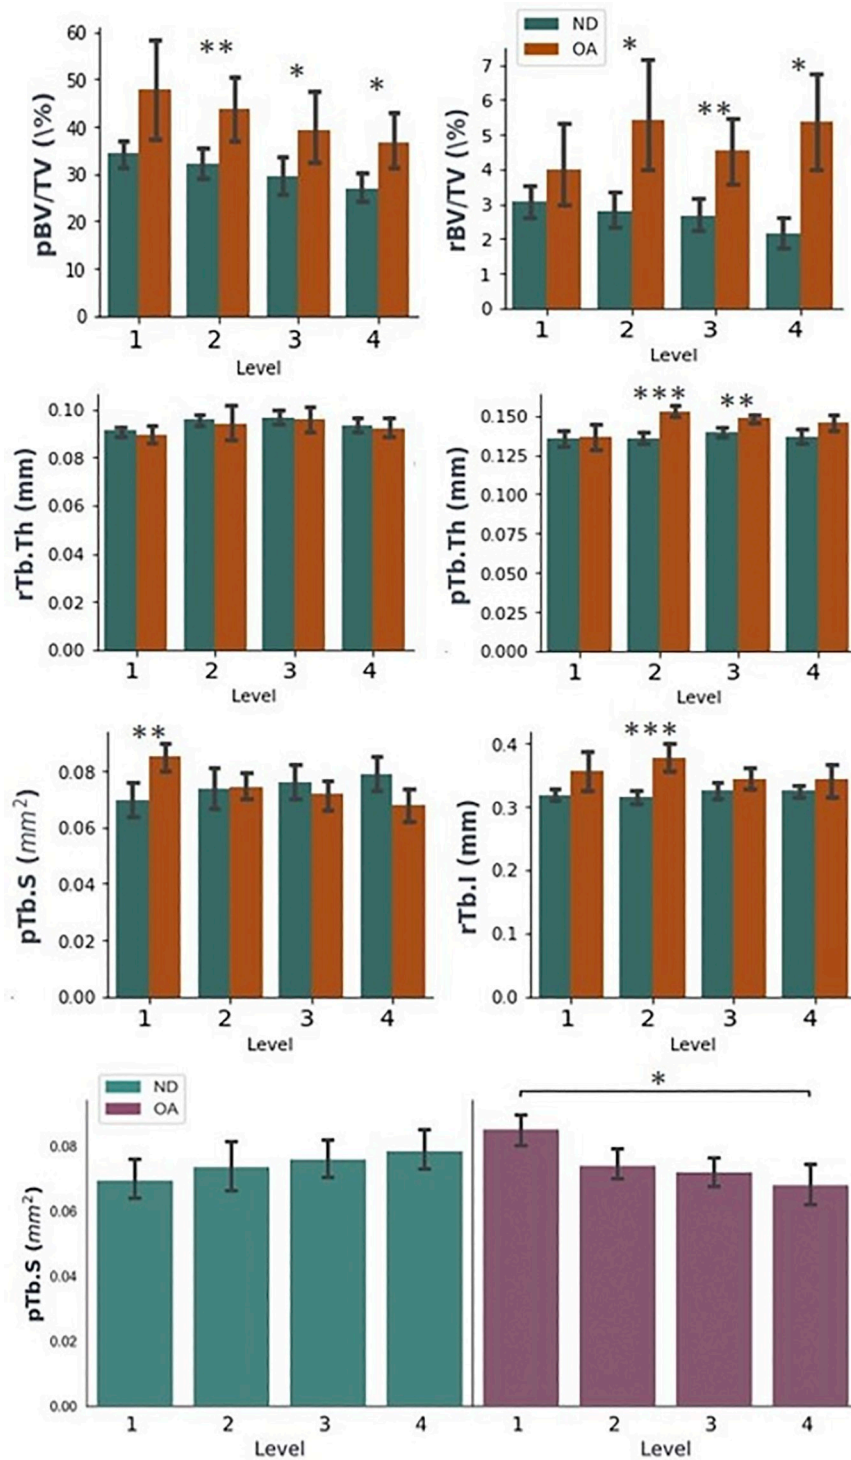 60
50
40
30
20
10
0
pBV/TV (\%)
**
*
*
1 2 3 4
Level
ND
OA
7
6
5
4
3
2
1
0
rBV/TV (\%)
*
**
*
1 2 3 4
Level
0.10
0.08
0.06
0.04
0.02
0.00
rTb.Th (mm)
1 2 3 4
Level
0.150
0.125
0.100
0.075
0.050
0.025
0.000
pTb.Th (mm)
***
**
1 2 3 4
Level
0.08
0.06
0.04
0.02
0.00
pTb.S (mm²)
**
1 2 3 4
Level
0.4
0.3
0.2
0.1
0.0
rTb.I (mm)
***
1 2 3 4
Level
ND
OA
0.08
0.06
0.04
0.02
0.00
pTb.S (mm²)
*
1 2 3 4
Level
1 2 3 4
Level